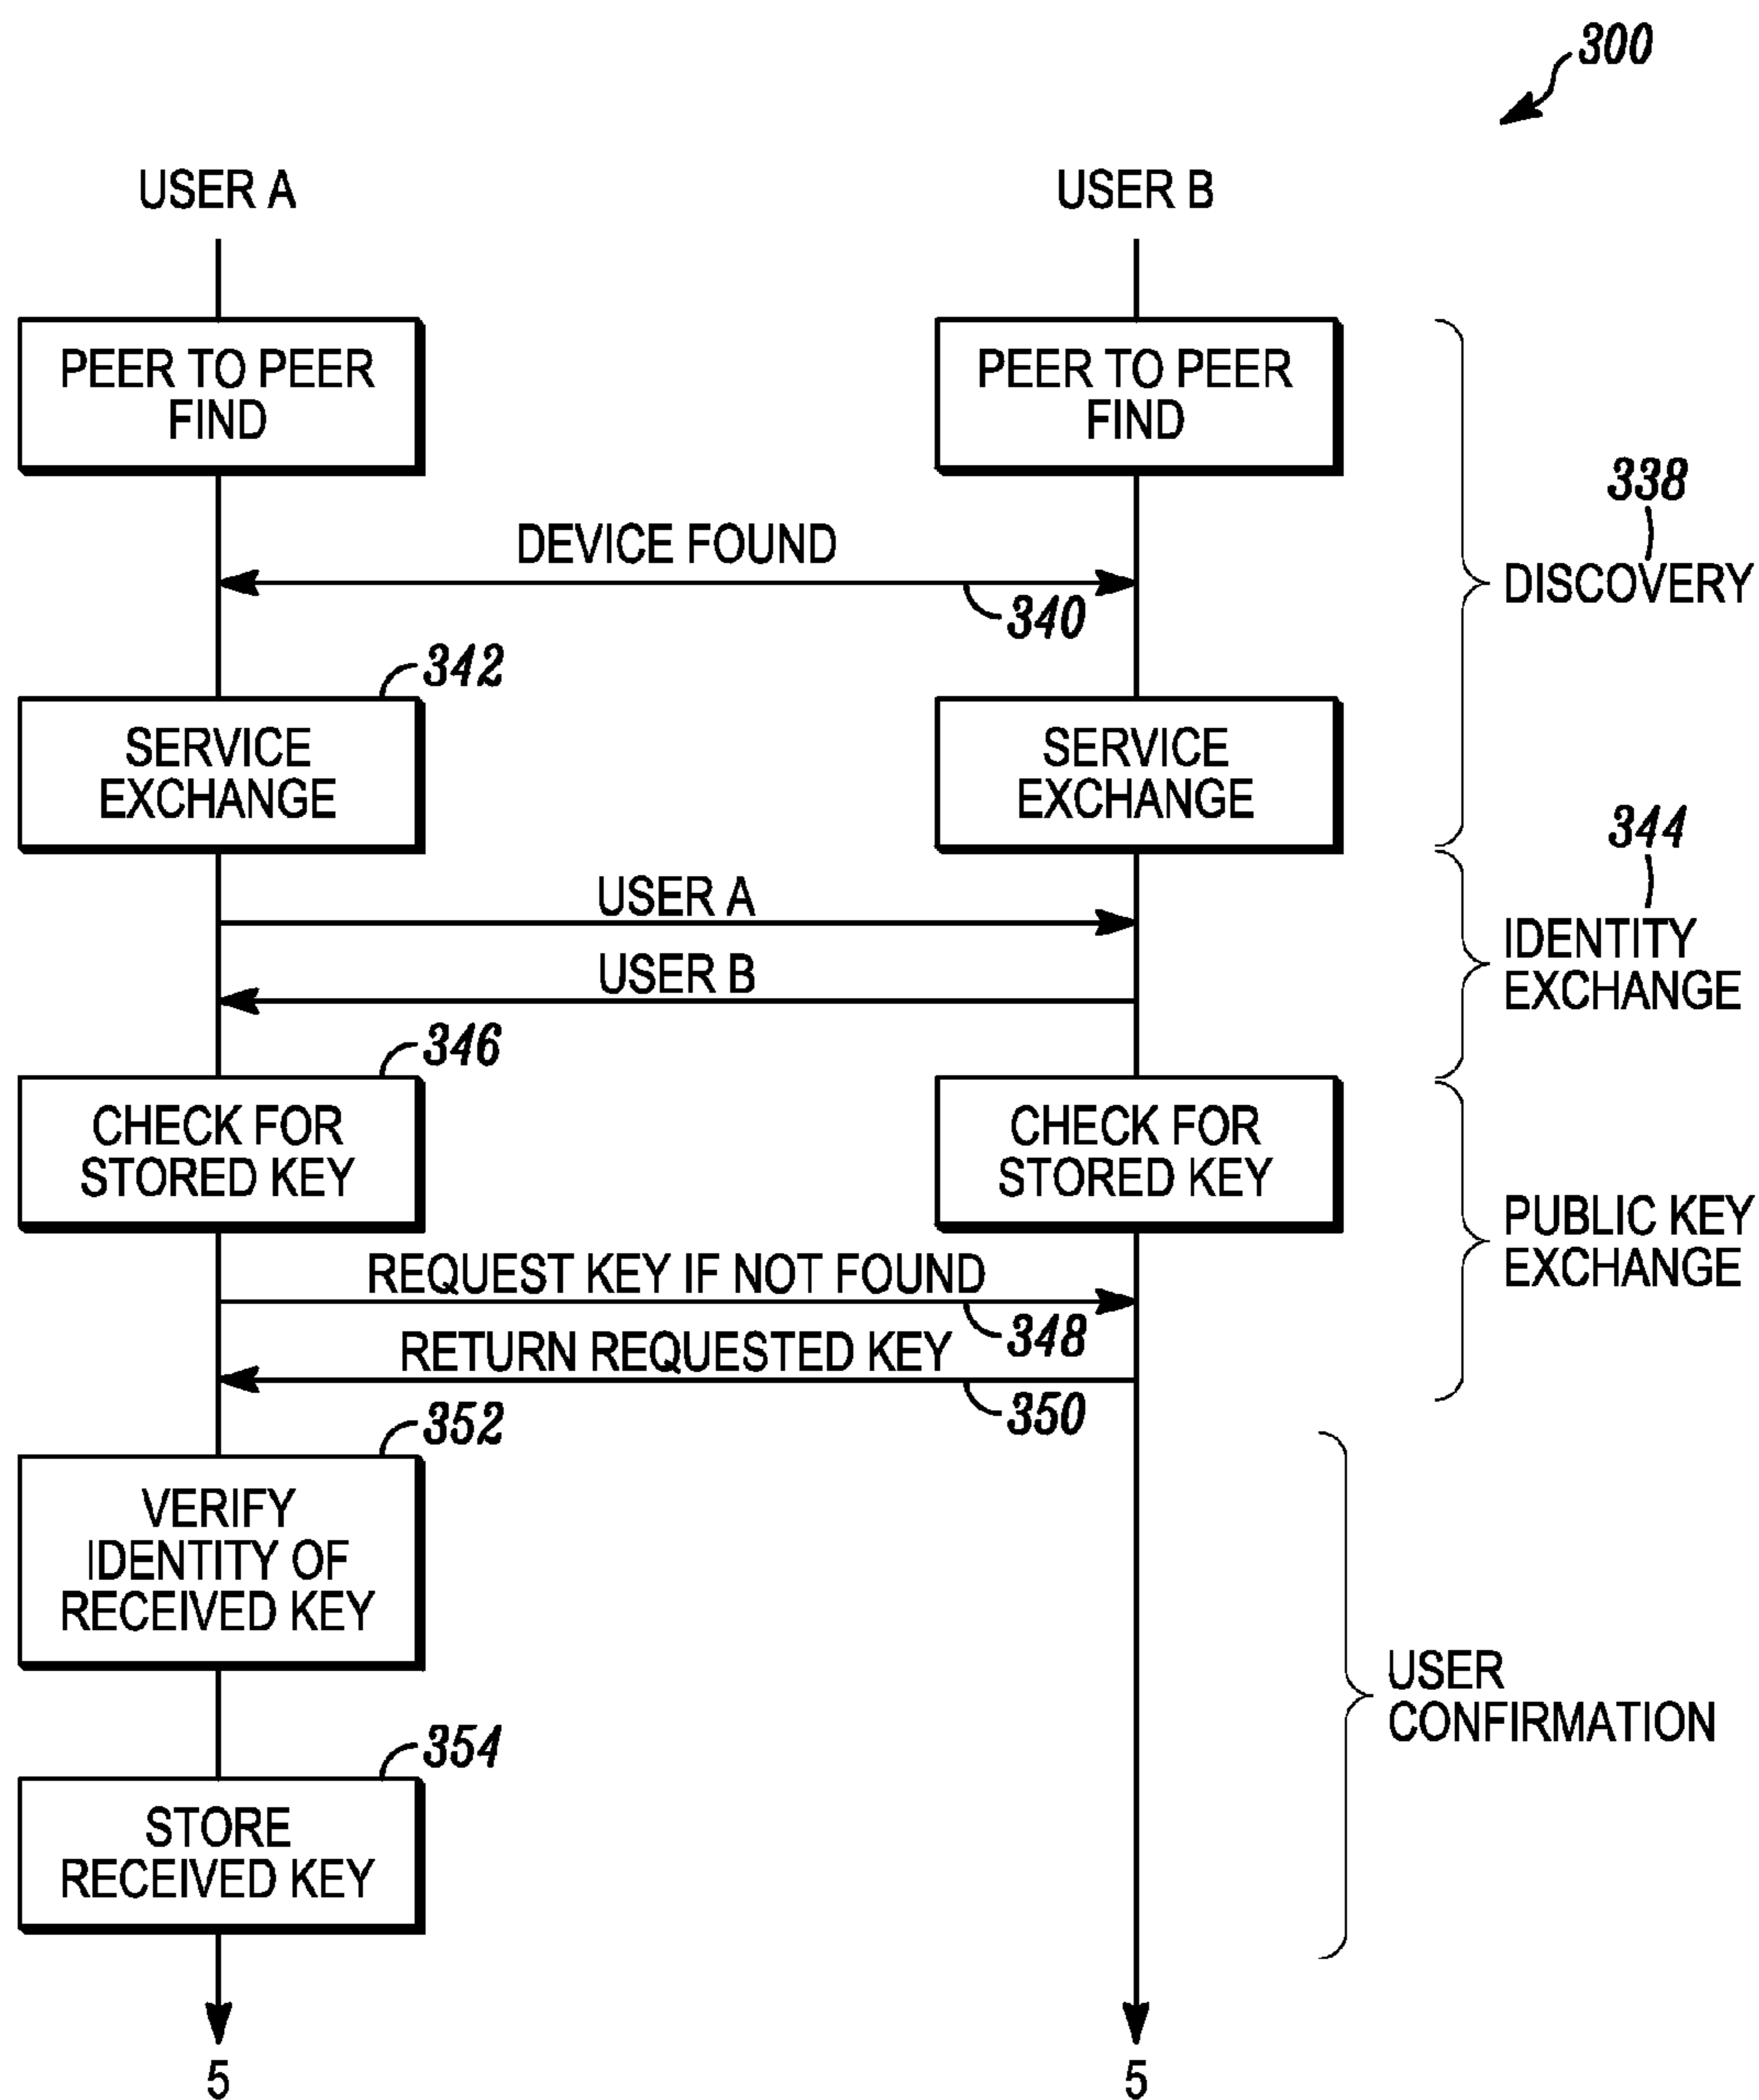 300
USER A
USER B
PEER TO PEER
FIND
PEER TO PEER
FIND
338
DEVICE FOUND
DISCOVERY
340
342
SERVICE
EXCHANGE
SERVICE
EXCHANGE
344
USER A
IDENTITY
EXCHANGE
USER B
346
CHECK FOR
STORED KEY
CHECK FOR
STORED KEY
PUBLIC KEY
EXCHANGE
REQUEST KEY IF NOT FOUND
348
RETURN REQUESTED KEY
350
352
VERIFY
IDENTITY OF
RECEIVED KEY
USER
CONFIRMATION
354
STORE
RECEIVED KEY
5
5